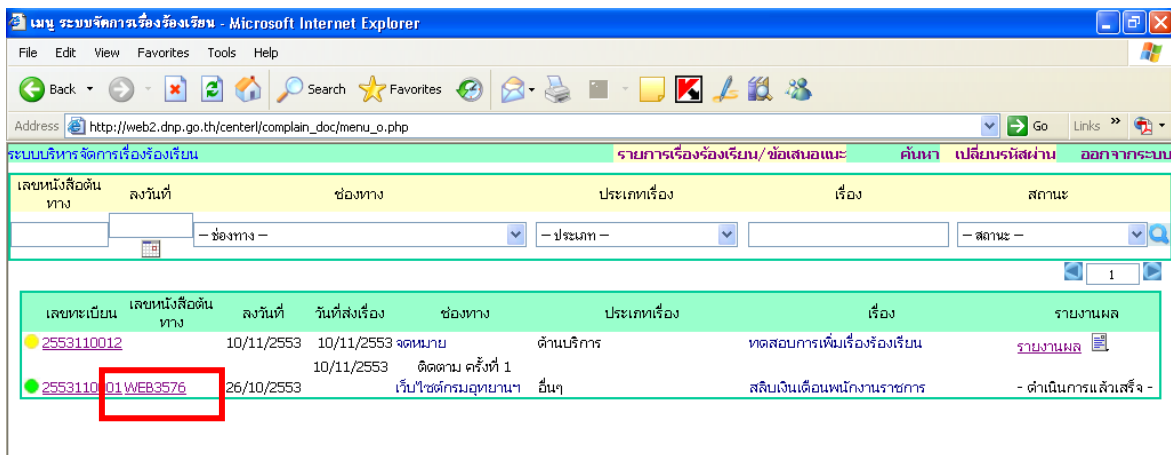 เมนู ระบบจัดการเรื่องร้องเรียน - Microsoft Internet Explorer
File Edit View Favorites Tools Help
Back Search Favorites
Address http://web2.dnp.go.th/centerl/complain_doc/menu_o.php Go Links »
ระบบบริหารจัดการเรื่องร้องเรียน รายการเรื่องร้องเรียน/ข้อเสนอแนะ ค้นหา เปลี่ยนรหัสผ่าน ออกจากระบบ
เลขหนังสือต้น ลงวันที่ ช่องทาง ประเภทเรื่อง เรื่อง สถานะ
ทาง
-- ช่องทาง -- -- ประเภท -- -- สถานะ --
1
เลขทะเบียน เลขหนังสือต้น ลงวันที่ วันที่ส่งเรื่อง ช่องทาง ประเภทเรื่อง เรื่อง รายงานผล
ทาง
2553110012 10/11/2553 10/11/2553 จดหมาย ด้านบริการ ทดสอบการเพิ่มเรื่องร้องเรียน รายงานผล
10/11/2553 ติดตาม ครั้งที่ 1
2553110001 WEB3576 26/10/2553 เว็บไซต์กรมอุทยานฯ อื่นๆ สลิบเงินเดือนพนักงานราชการ - ดำเนินการแล้วเสร็จ -